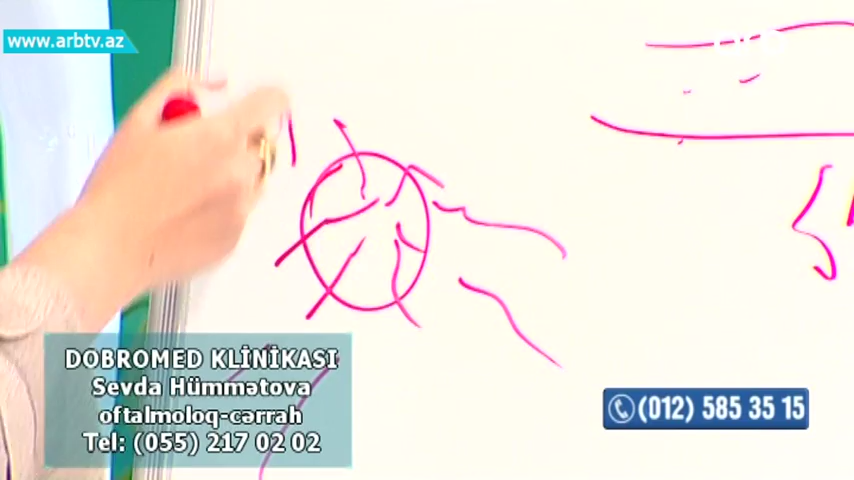 www.arbtv.az
DOBROMED KLİNİKASI
Sevda Hümmətova
oftalmoloq-cərrah
Tel: (055) 217 02 02
(012) 585 35 15